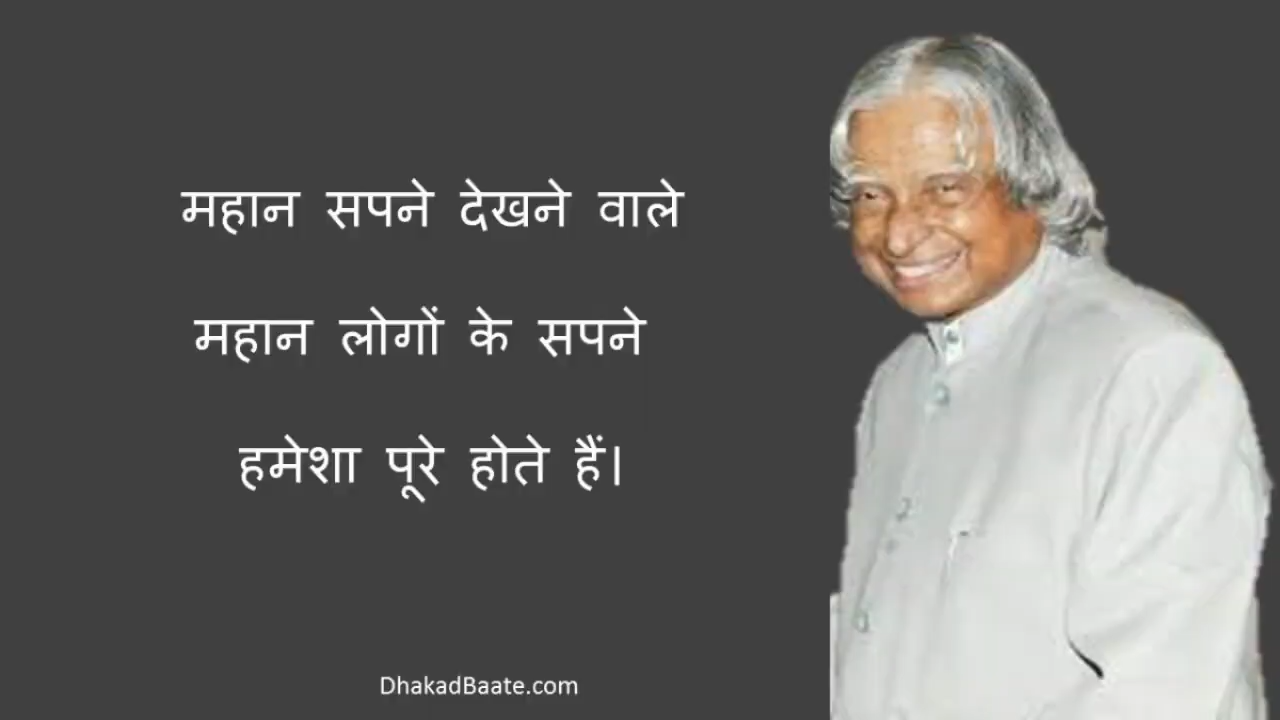 महान सपने देखने वाले
महान लोगों के सपने
हमेशा पूरे होते हैं।
DhakadBaate.com